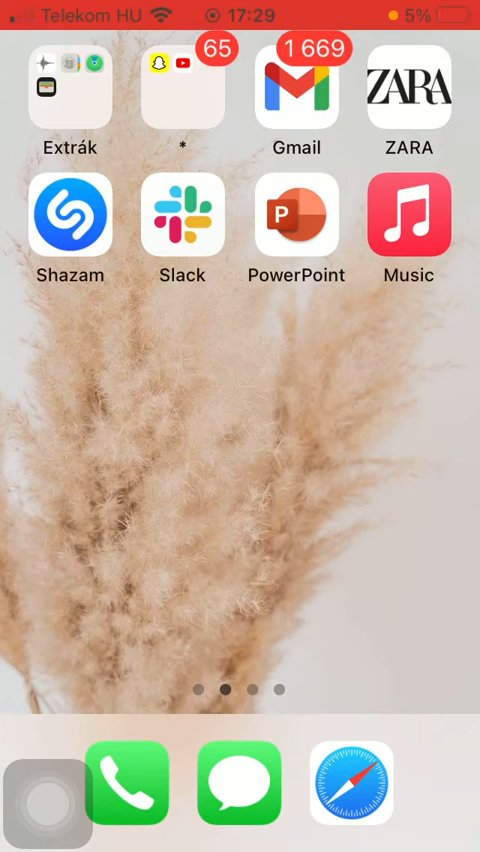 Telekom HU 17:29 5%
65 1 669
ZARA
Extrák * Gmail ZARA
P
Shazam Slack PowerPoint Music